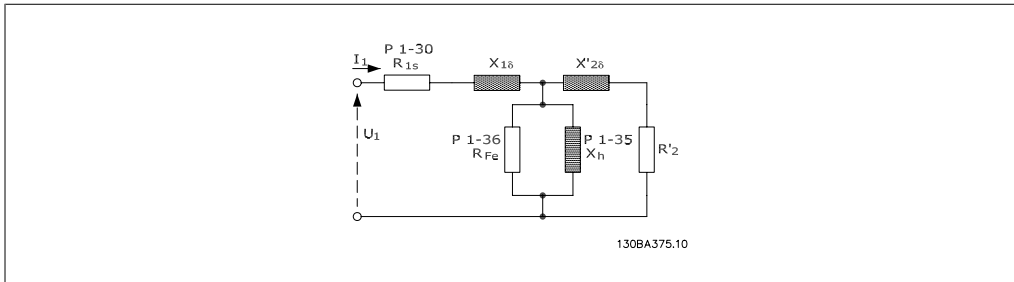 P 1-30
I1
R1s
X1δ
X'2δ
U1
P 1-36
RFe
P 1-35
Xh
R'2
130BA375.10